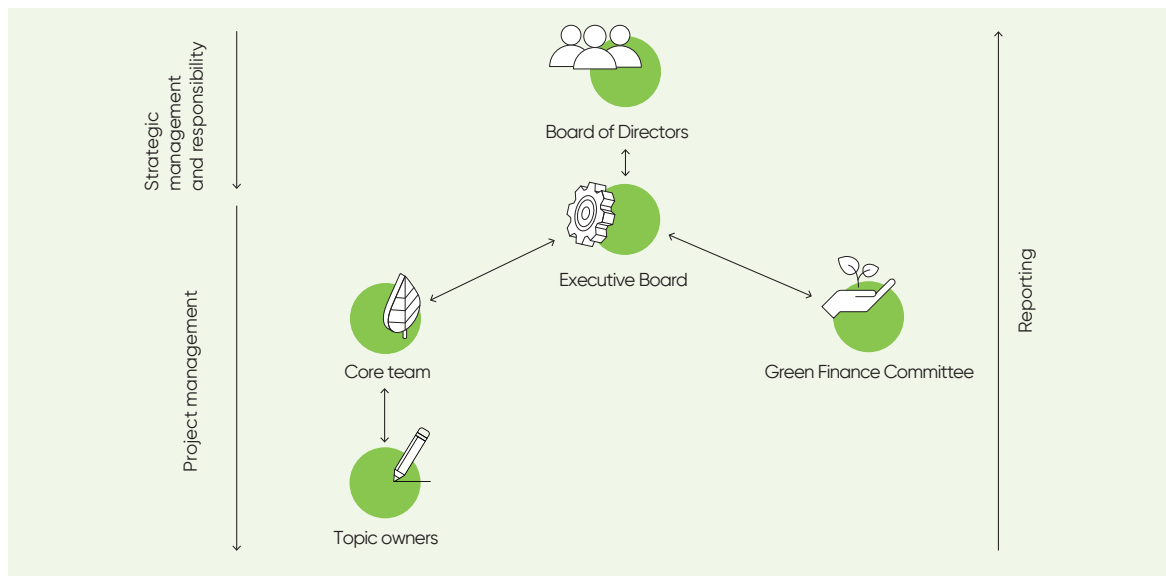 Strategic
management
and responsibility
Board of Directors
Executive Board
Project management
Core team
Green Finance Committee
Reporting
Topic owners